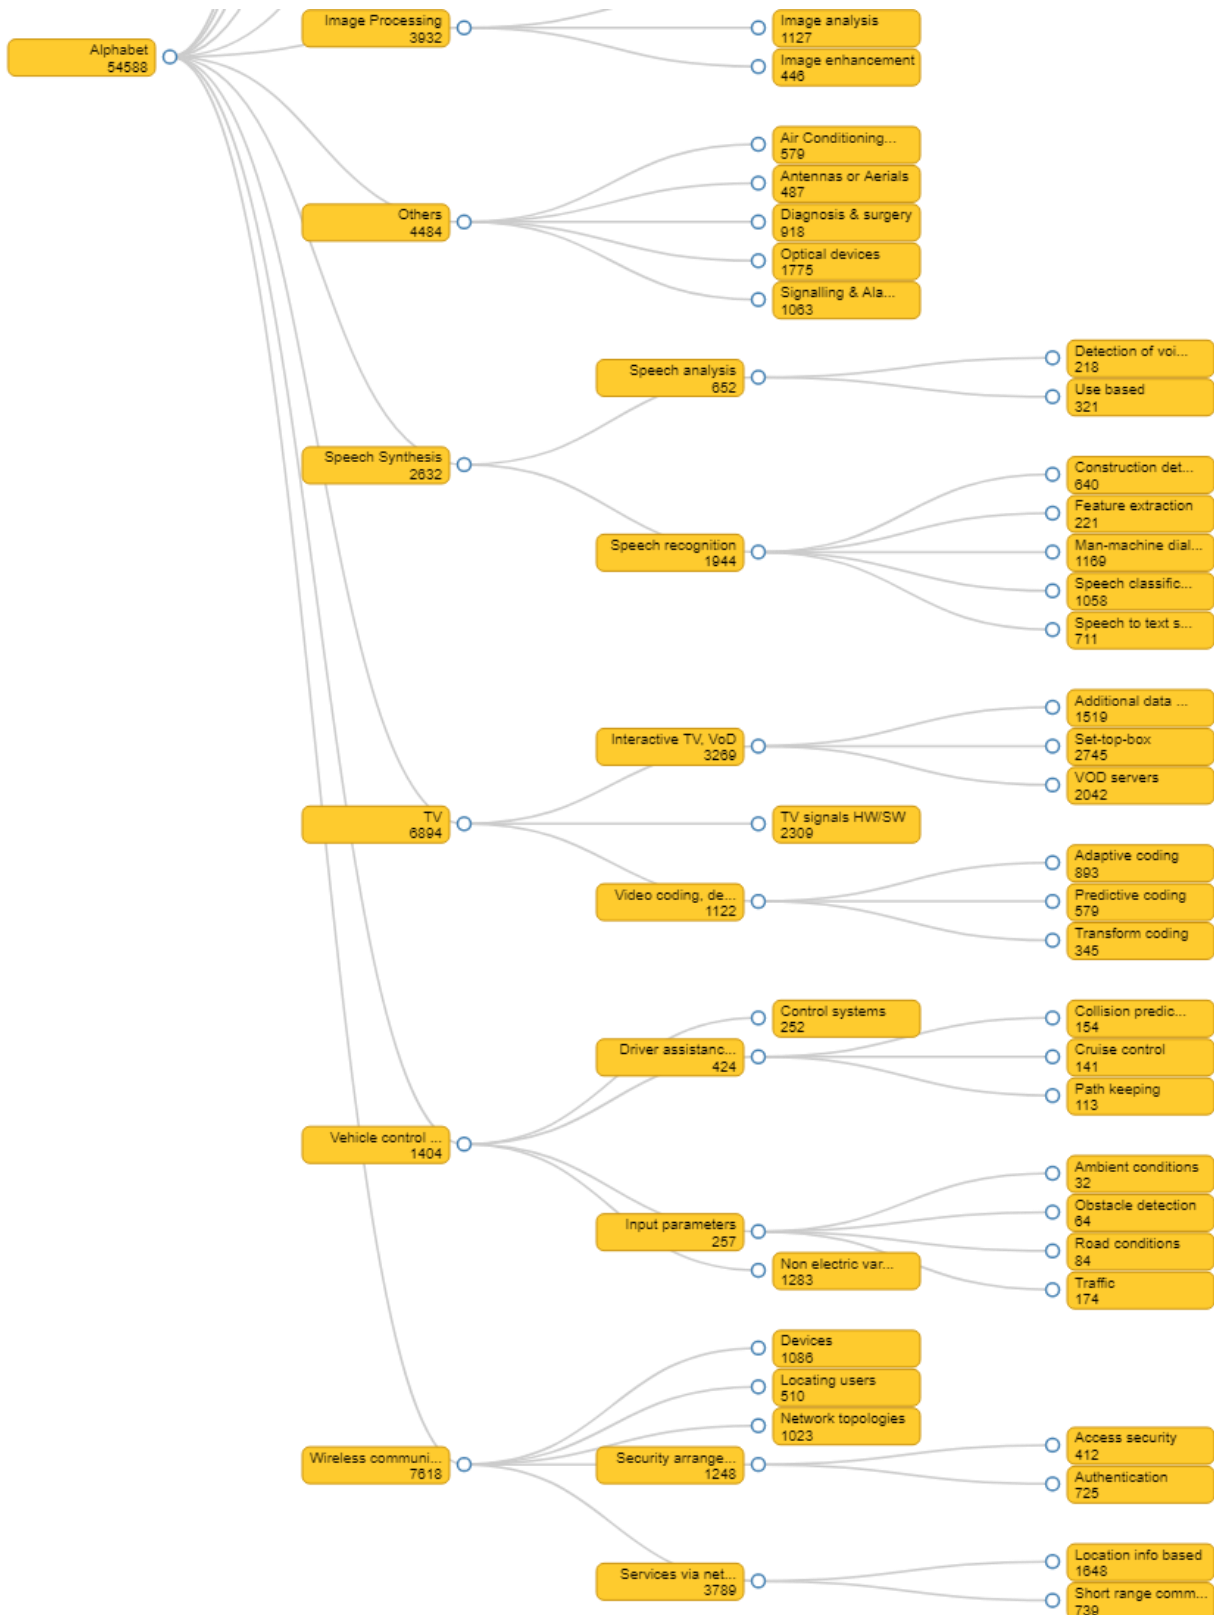 Alphabet
54588
Image Processing
3932
Image analysis
1127
Image enhancement
446
Others
4484
Air Conditioning...
579
Antennas or Aerials
487
Diagnosis & surgery
918
Optical devices
1775
Signalling & Ala...
1063
Speech Synthesis
2632
Speech analysis
652
Detection of voi...
218
Use based
321
Speech recognition
1944
Construction det...
640
Feature extraction
221
Man-machine dial...
1169
Speech classific...
1058
Speech to text s...
711
TV
6894
Interactive TV, VoD
3269
Additional data ...
1519
Set-top-box
2745
VOD servers
2042
TV signals HW/SW
2309
Video coding, de...
1122
Adaptive coding
893
Predictive coding
579
Transform coding
345
Vehicle control ...
1404
Control systems
252
Driver assistanc...
424
Collision predic...
154
Cruise control
141
Path keeping
113
Input parameters
257
Ambient conditions
32
Obstacle detection
64
Road conditions
84
Traffic
174
Non electric var...
1283
Wireless communi...
7618
Devices
1086
Locating users
510
Network topologies
1023
Security arrange...
1248
Access security
412
Authentication
725
Services via net...
3789
Location info based
1648
Short range comm...
739